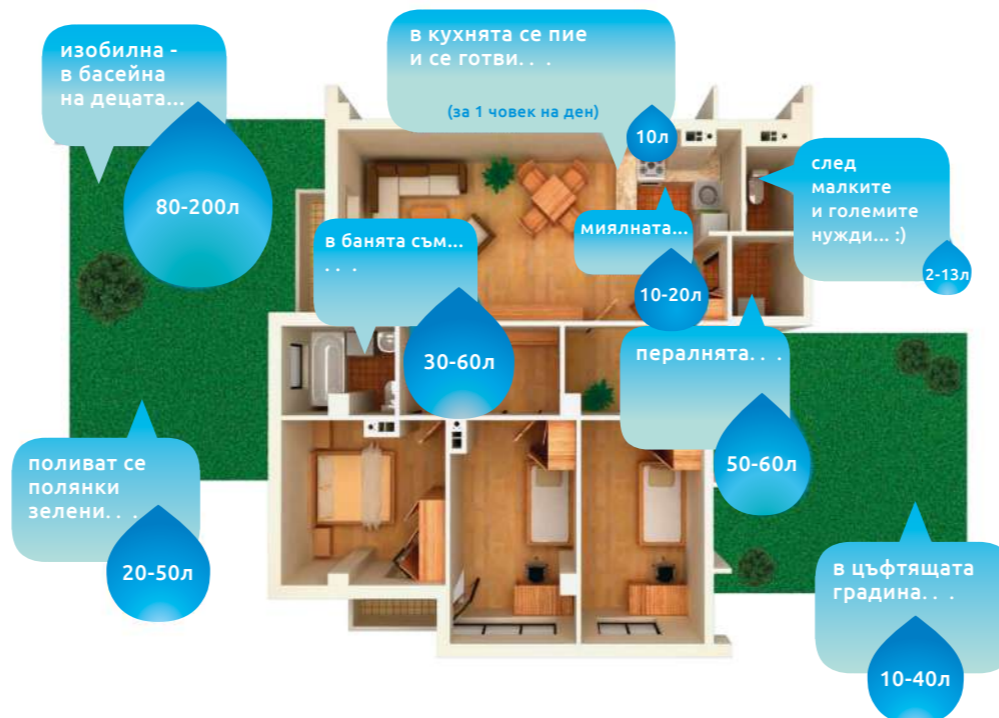 изобилна -
в басейна
на децата...
80-200л
в кухнята се пие
и се готви. . .
(за 1 човек на ден)
10л
след
малките
и големите
нужди... :)
2-13л
миялната...
10-20л
в банята съм...
. . .
30-60л
пералнята. . .
50-60л
поливат се
полянки
зелени. . .
20-50л
в цъфтящата
градина. . .
10-40л